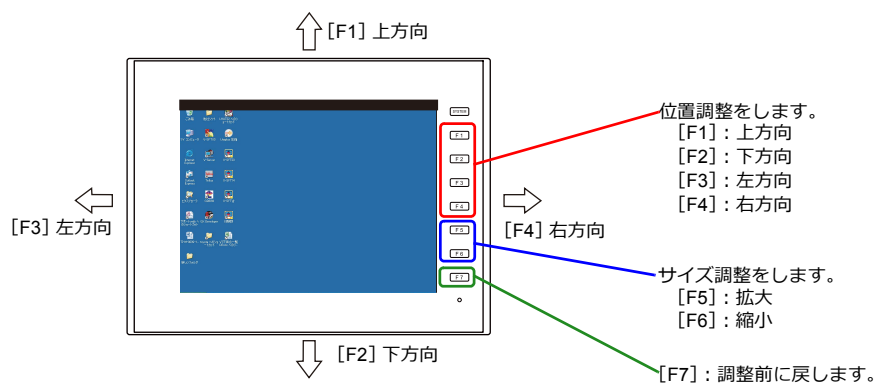 [F1] 上方向
SYSTEM
F1
F2
F3
F4
F5
F6
F7
[F3] 左方向
[F4] 右方向
[F2] 下方向
位置調整をします。
[F1]:上方向
[F2]:下方向
[F3]:左方向
[F4]:右方向
サイズ調整をします。
[F5]:拡大
[F6]:縮小
[F7]:調整前に戻します。